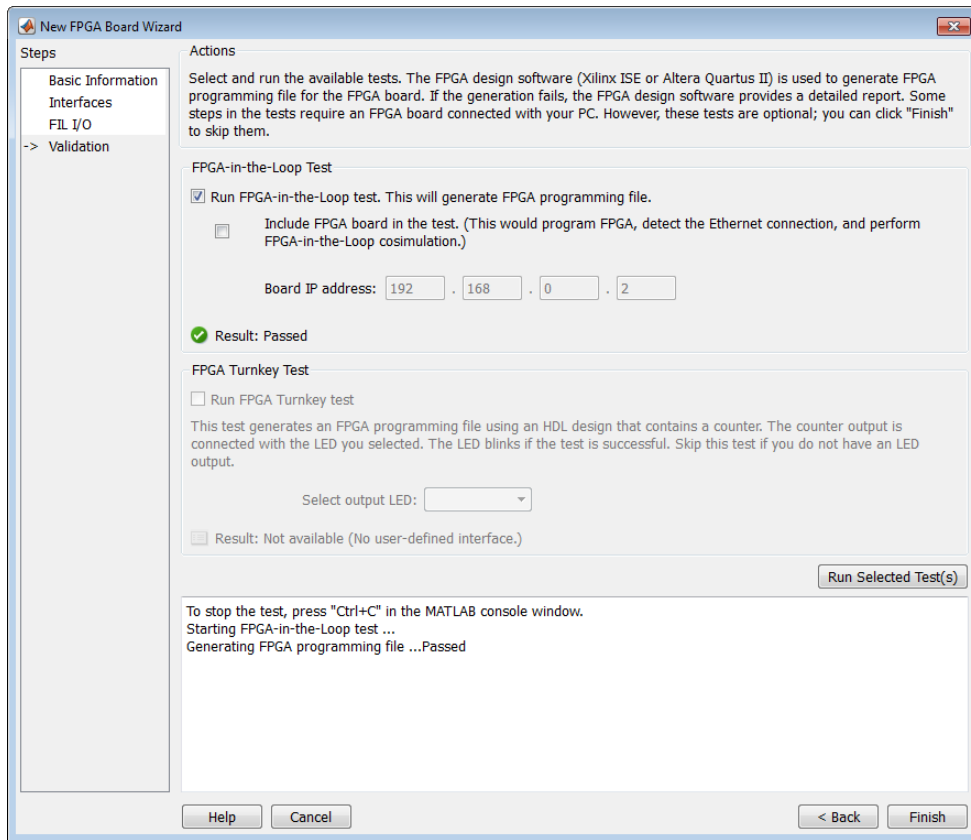 New FPGA Board Wizard
Steps
Basic Information
Interfaces
FIL I/O
-> Validation
Actions
Select and run the available tests. The FPGA design software (Xilinx ISE or Altera Quartus II) is used to generate FPGA
programming file for the FPGA board. If the generation fails, the FPGA design software provides a detailed report. Some
steps in the tests require an FPGA board connected with your PC. However, these tests are optional; you can click "Finish"
to skip them.
FPGA-in-the-Loop Test
Run FPGA-in-the-Loop test. This will generate FPGA programming file.
Include FPGA board in the test. (This would program FPGA, detect the Ethernet connection, and perform
FPGA-in-the-Loop cosimulation.)
Board IP address: 192 . 168 . 0 . 2
Result: Passed
FPGA Turnkey Test
Run FPGA Turnkey test
This test generates an FPGA programming file using an HDL design that contains a counter. The counter output is
connected with the LED you selected. The LED blinks if the test is successful. Skip this test if you do not have an LED
output.
Select output LED:
Result: Not available (No user-defined interface.)
Run Selected Test(s)
To stop the test, press "Ctrl+C" in the MATLAB console window.
Starting FPGA-in-the-Loop test ...
Generating FPGA programming file ...Passed
Help Cancel < Back Finish